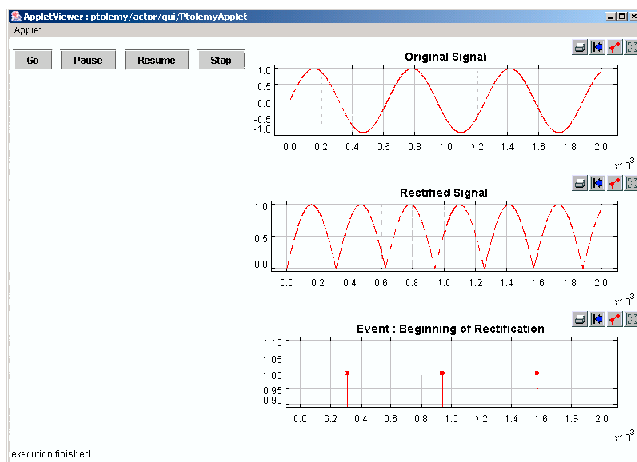 AppletViewer: ptolemy/actor/gui/PtolemyApplet
Applet
Go Pause Resume Stop
Original Signal
1.0
0.5
0.0
-0.5
-1.0
0.0 0.2 0.4 0.6 0.8 1.0 1.2 1.4 1.6 1.8 2.0
Rectified Signal
1.0
0.5
0.0
0.0 0.2 0.4 0.6 0.8 1.0 1.2 1.4 1.6 1.8 2.0
Event : Beginning of Rectification
1.10
1.05
1.00
0.95
0.90
0.0 0.2 0.4 0.6 0.8 1.0 1.2 1.4 1.6 1.8 2.0
execution finished.